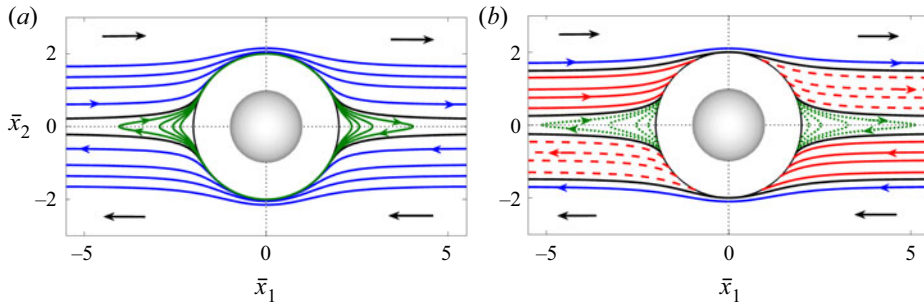 (a) (b)
2 2
x̄₂ 0 0
–2 –2
–5 0 5 –5 0 5
x̄₁ x̄₁